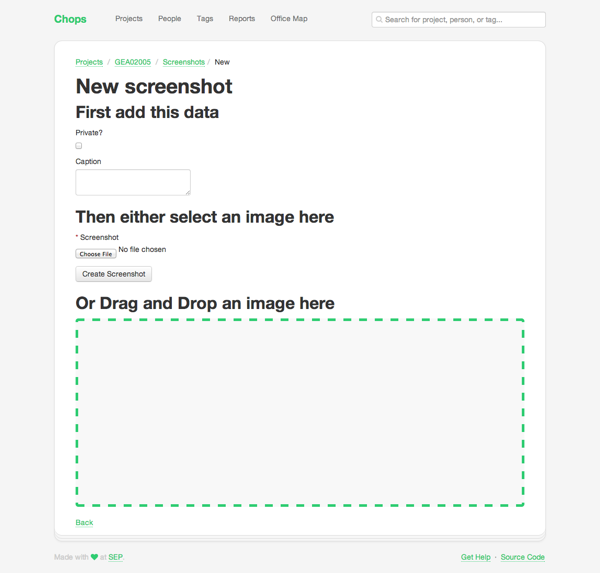 Chops Projects People Tags Reports Office Map Search for project, person, or tag...
Projects / GEA02005 / Screenshots / New
New screenshot
First add this data
Private?
Caption
Then either select an image here
* Screenshot
Choose File No file chosen
Create Screenshot
Or Drag and Drop an image here
Back
Made with ♥ at SEP. Get Help · Source Code